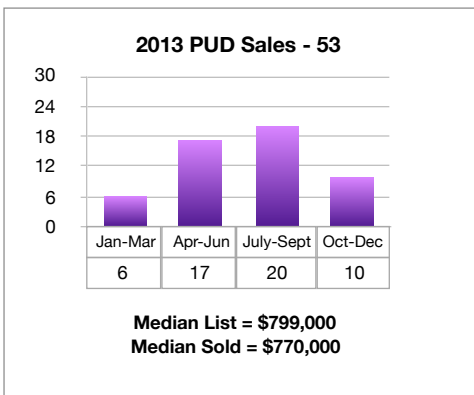 2013 PUD Sales - 53
30
24
18
12
6
0
Jan-Mar Apr-Jun July-Sept Oct-Dec
6 17 20 10
Median List = $799,000
Median Sold = $770,000